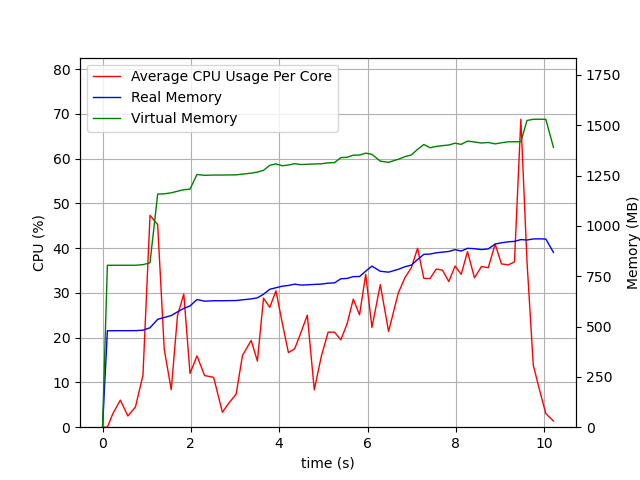 Average CPU Usage Per Core
Real Memory
Virtual Memory
CPU (%)
80
70
60
50
40
30
20
10
0
Memory (MB)
1750
1500
1250
1000
750
500
250
0
0 2 4 6 8 10
time (s)